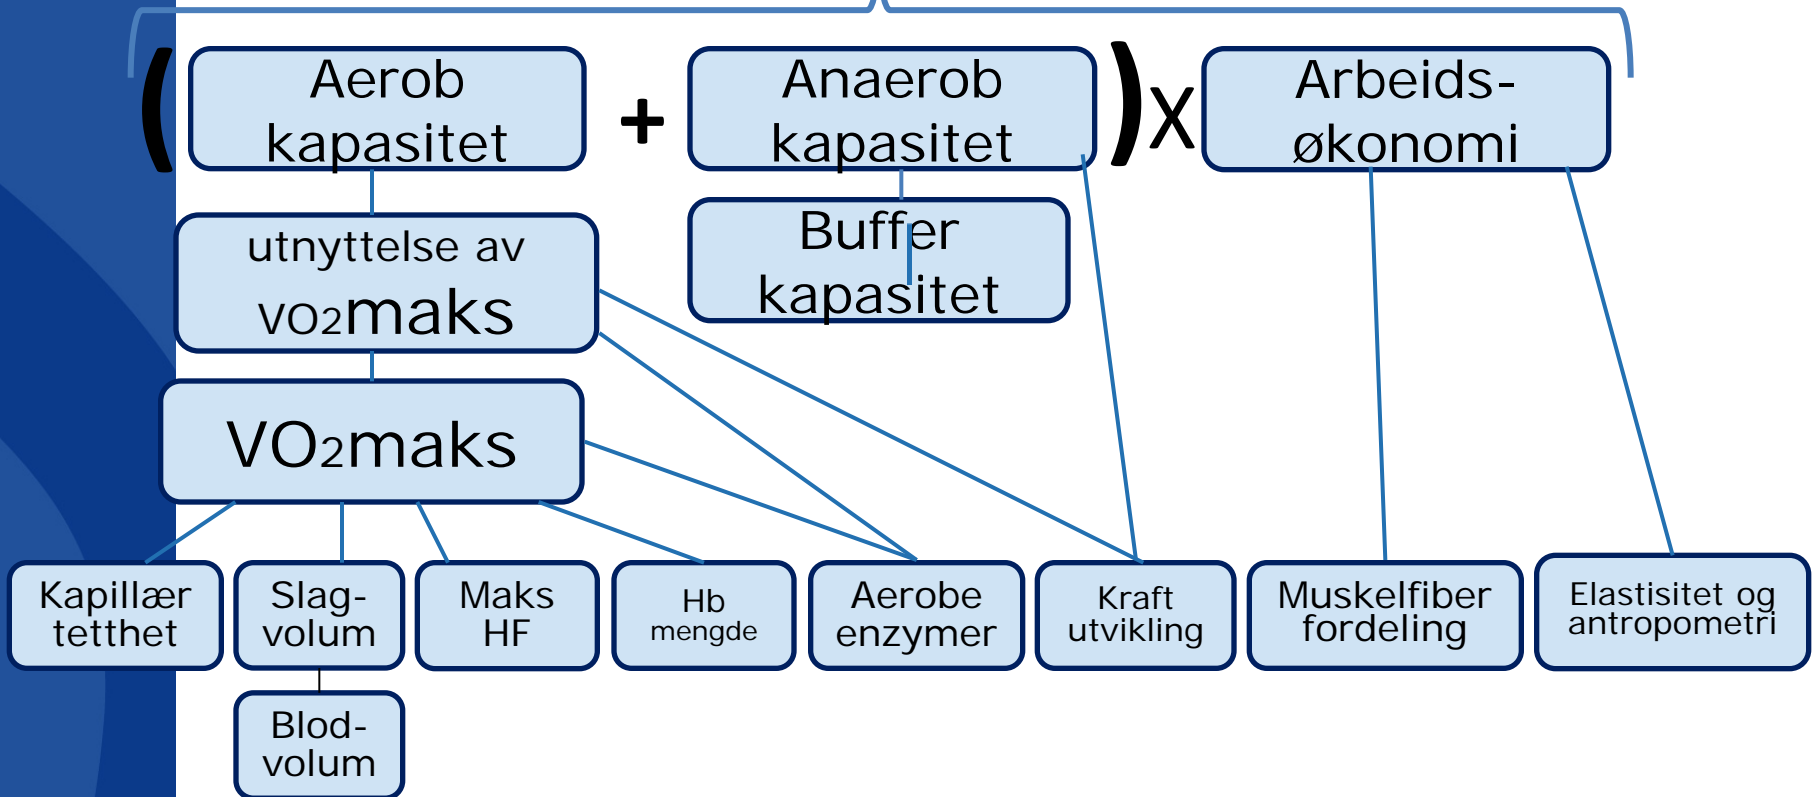 (
Aerob
kapasitet
+
Anaerob
kapasitet
)
X
Arbeids-
økonomi
utnyttelse av
VO2maks
Buffer
kapasitet
VO2maks
Kapillær
tetthet
Slag-
volum
Maks
HF
Hb
mengde
Aerobe
enzymer
Kraft
utvikling
Muskelfiber
fordeling
Elastisitet og
antropometri
Blod-
volum